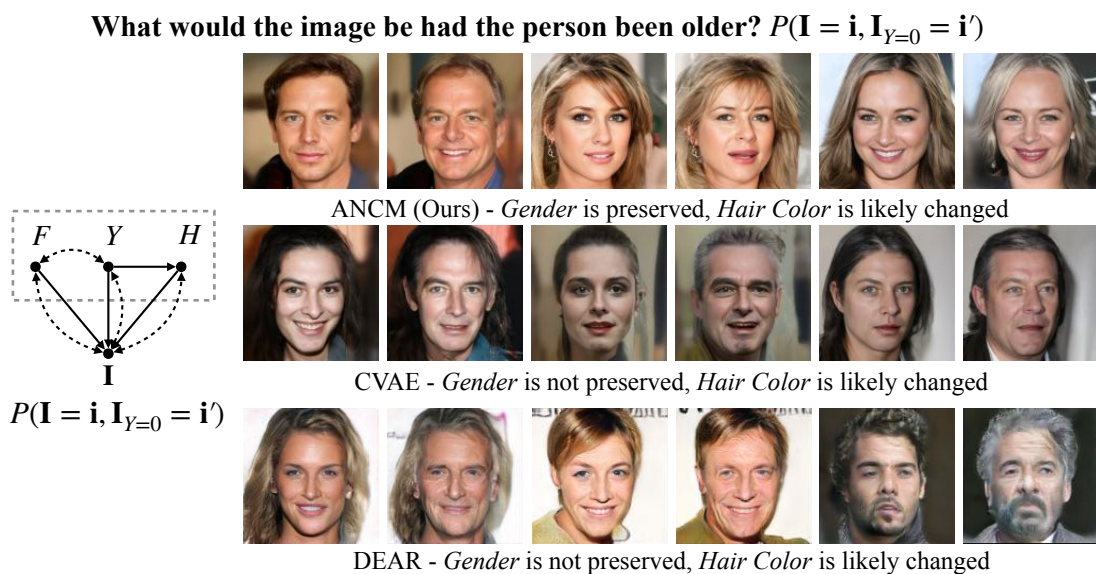 What would the image be had the person been older? P(I = i, I_{Y=0} = i′)
ANCM (Ours) - Gender is preserved, Hair Color is likely changed
F Y H
I
P(I = i, I_{Y=0} = i′)
CVAE - Gender is not preserved, Hair Color is likely changed
DEAR - Gender is not preserved, Hair Color is likely changed